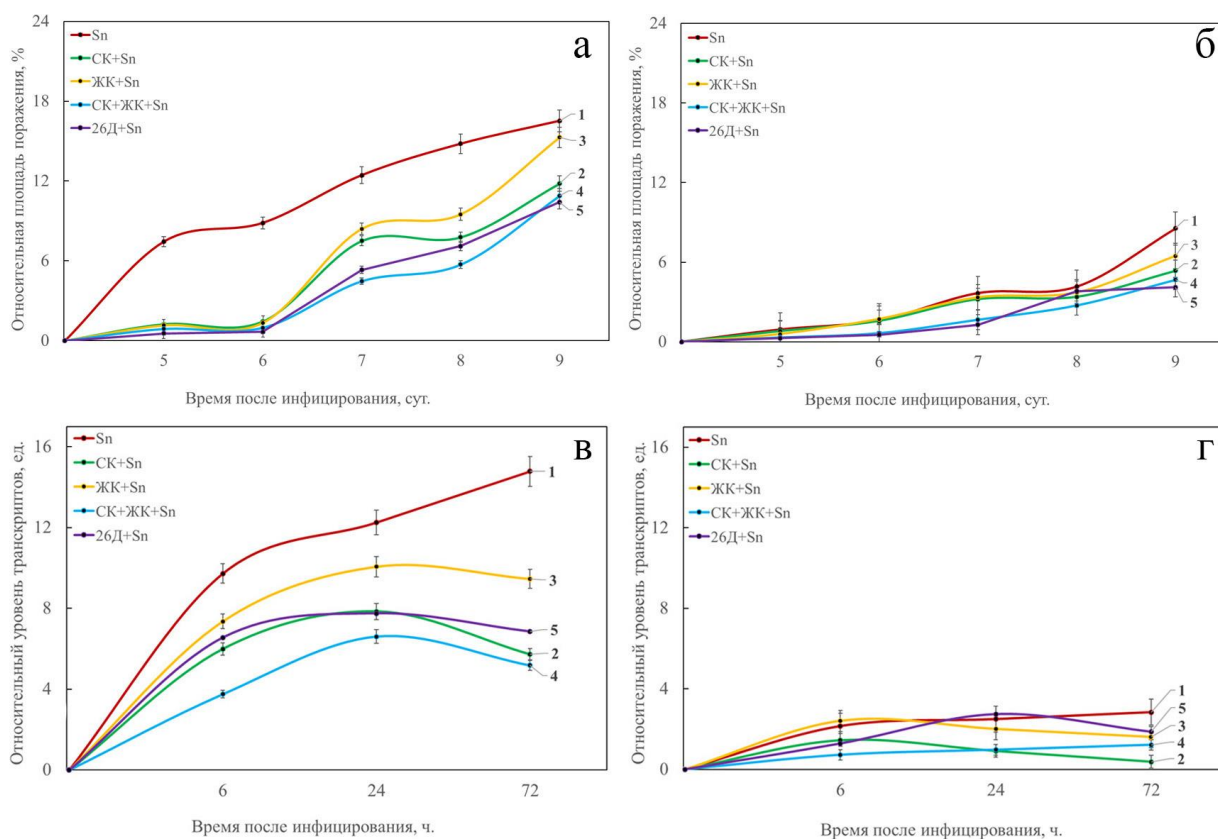 а
Относительная площадь поражения, %
24
18
12
6
0
Sn
СК+Sn
ЖК+Sn
СК+ЖК+Sn
26Д+Sn
1
3
2
4
5
5 6 7 8 9
Время после инфицирования, сут.
б
Относительная площадь поражения, %
24
18
12
6
0
Sn
СК+Sn
ЖК+Sn
СК+ЖК+Sn
26Д+Sn
1
3
2
4
5
5 6 7 8 9
Время после инфицирования, сут.
в
Относительный уровень транскриптов, ед.
16
12
8
4
0
Sn
СК+Sn
ЖК+Sn
СК+ЖК+Sn
26Д+Sn
1
3
5
2
4
6 24 72
Время после инфицирования, ч.
г
Относительный уровень транскриптов, ед.
16
12
8
4
0
Sn
СК+Sn
ЖК+Sn
СК+ЖК+Sn
26Д+Sn
1
5
3
4
2
6 24 72
Время после инфицирования, ч.